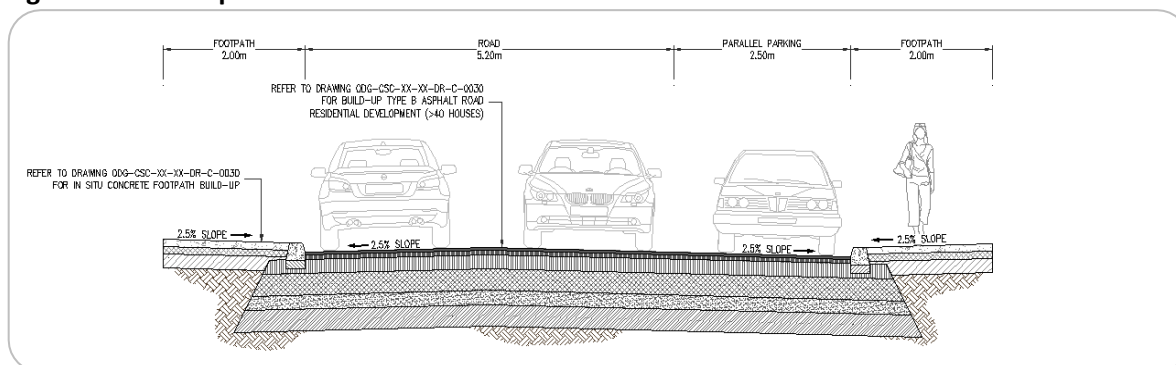 FOOTPATH
2.00m
ROAD
5.20m
PARALLEL PARKING
2.50m
FOOTPATH
2.00m
REFER TO DRAWING ODG-CSC-XX-XX-DR-C-0030
FOR BUILD-UP TYPE B ASPHALT ROAD
RESIDENTIAL DEVELOPMENT (>40 HOUSES)
REFER TO DRAWING ODG-CSC-XX-XX-DR-C-0030
FOR IN SITU CONCRETE FOOTPATH BUILD-UP
2.5% SLOPE
2.5% SLOPE
2.5% SLOPE
2.5% SLOPE